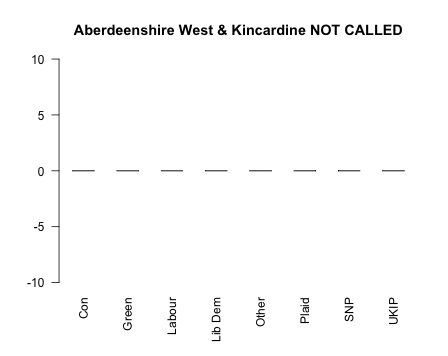 Aberdeenshire West & Kincardine NOT CALLED
10
5
0
-5
-10
Con
Green
Labour
Lib Dem
Other
Plaid
SNP
UKIP